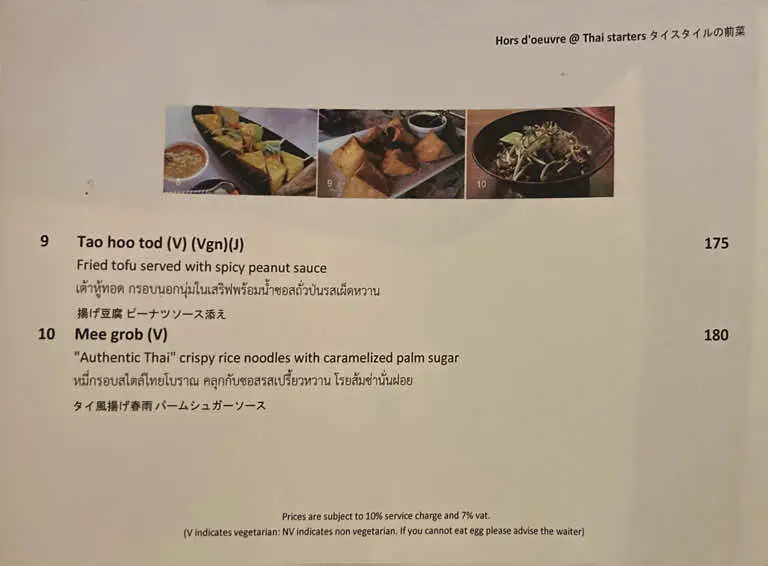 Hors d'oeuvre @ Thai starters タイスタイルの前菜
9 10
9 Tao hoo tod (V) (Vgn)(J) 175
Fried tofu served with spicy peanut sauce
เต้าหู้ทอด กรอบนอกนุ่มในเสริฟพร้อมน้ำซอสถั่วป่นรสเผ็ดหวาน
揚げ豆腐 ピーナツソース添え
10 Mee grob (V) 180
"Authentic Thai" crispy rice noodles with caramelized palm sugar
หมี่กรอบสไตล์ไทยโบราณ คลุกกับซอสรสเปรี้ยวหวาน โรยส้มซ่านั่นฝอย
タイ風揚げ春雨 パームシュガーソース
Prices are subject to 10% service charge and 7% vat.
(V indicates vegetarian: NV indicates non vegetarian. If you cannot eat egg please advise the waiter)